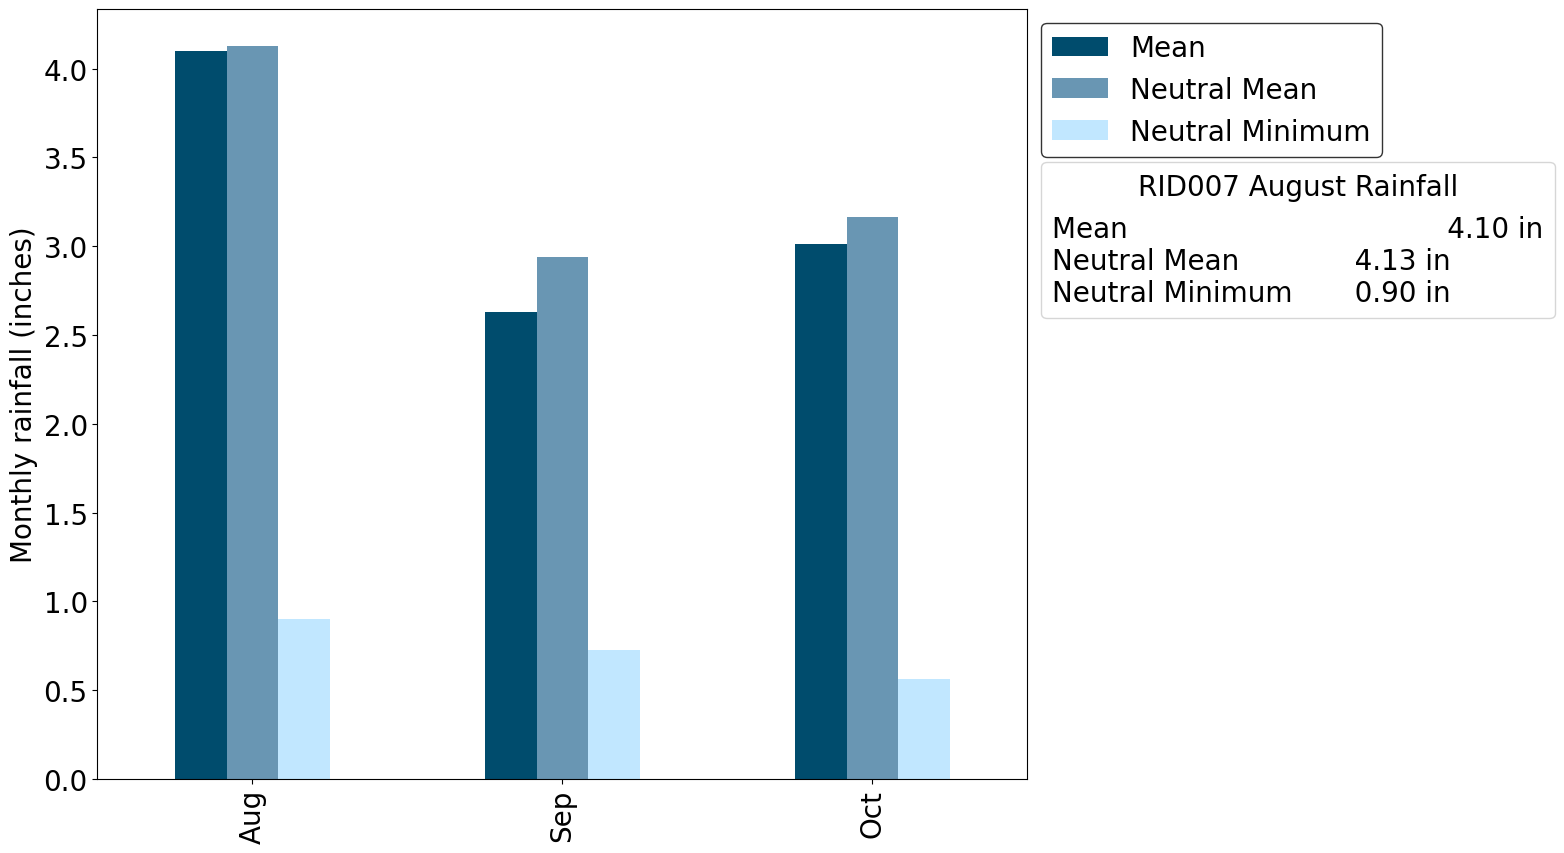 Monthly rainfall (inches)
4.0
3.5
3.0
2.5
2.0
1.5
1.0
0.5
0.0
Aug
Sep
Oct
Mean
Neutral Mean
Neutral Minimum
RID007 August Rainfall
Mean 4.10 in
Neutral Mean 4.13 in
Neutral Minimum 0.90 in